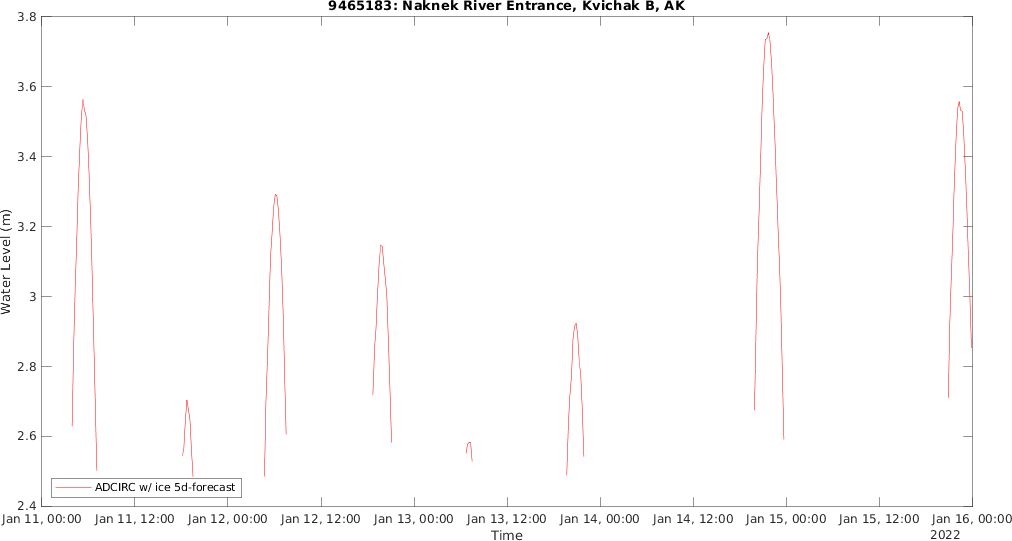 9465183: Naknek River Entrance, Kvichak B, AK
3.8
3.6
3.4
3.2
3
2.8
2.6
2.4
Water Level (m)
ADCIRC w/ ice 5d-forecast
Jan 11, 00:00 Jan 11, 12:00 Jan 12, 00:00 Jan 12, 12:00 Jan 13, 00:00 Jan 13, 12:00 Jan 14, 00:00 Jan 14, 12:00 Jan 15, 00:00 Jan 15, 12:00 Jan 16, 00:00
Time
2022